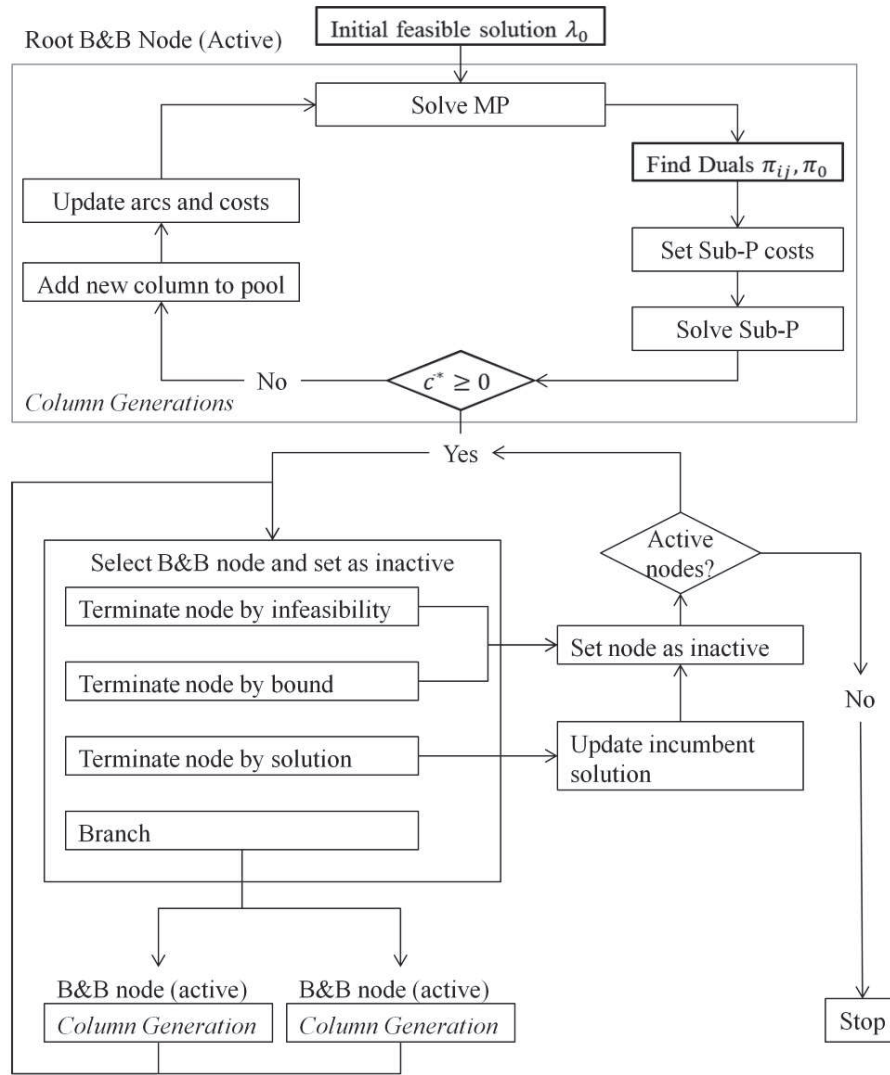 Initial feasible solution λ₀
Root B&B Node (Active)
Solve MP
Find Duals π_{ij}, π₀
Update arcs and costs
Set Sub-P costs
Add new column to pool
Solve Sub-P
c* ≥ 0
No
Column Generations
Yes
Active
nodes?
Select B&B node and set as inactive
Terminate node by infeasibility
Set node as inactive
Terminate node by bound
No
Update incumbent
solution
Terminate node by solution
Branch
B&B node (active)
Column Generation
B&B node (active)
Column Generation
Stop